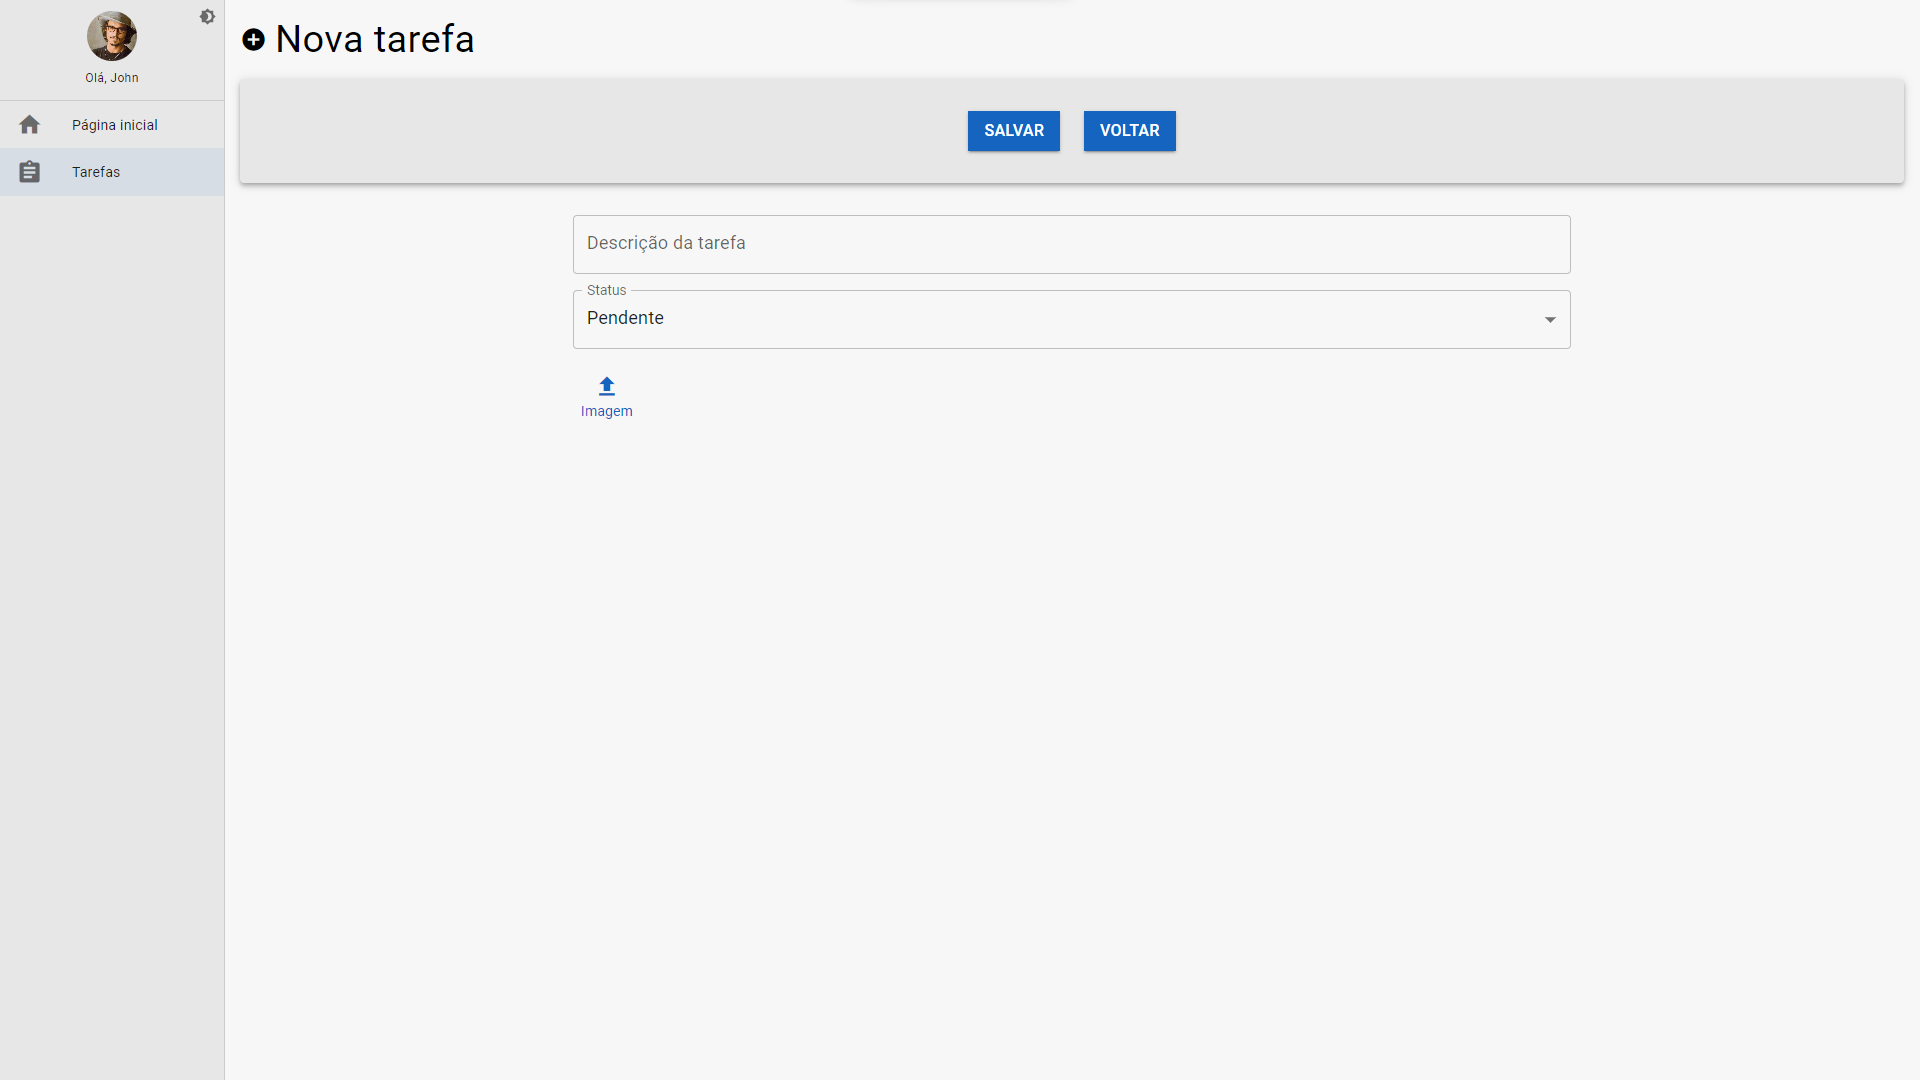 Olá, John
Página inicial
Tarefas
Nova tarefa
SALVAR VOLTAR
Descrição da tarefa
Status
Pendente
Imagem